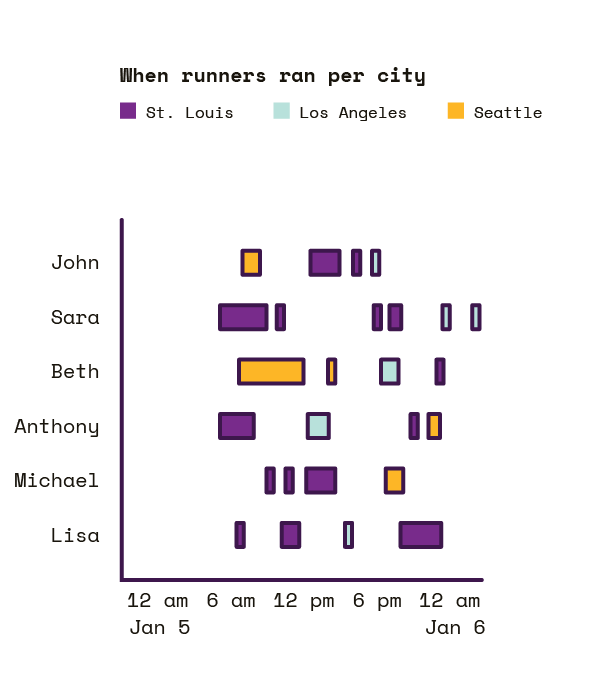 When runners ran per city
St. Louis Los Angeles Seattle
John
Sara
Beth
Anthony
Michael
Lisa
12 am 6 am 12 pm 6 pm 12 am
Jan 5 Jan 6